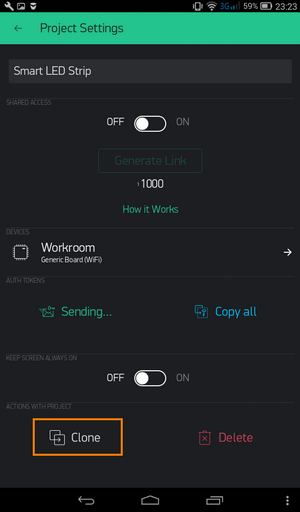 3G 59% 23:23
Project Settings
Smart LED Strip
SHARED ACCESS
OFF ON
Generate Link
1000
How it Works
DEVICES
Workroom
Generic Board (WiFi)
AUTH TOKENS
Sending... Copy all
KEEP SCREEN ALWAYS ON
OFF ON
ACTIONS WITH PROJECT
Clone Delete